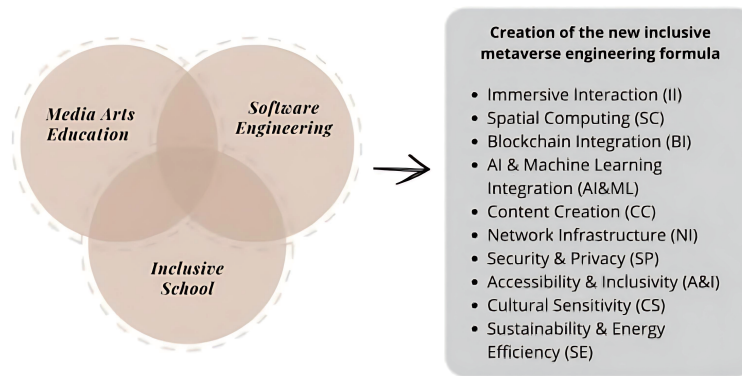 Media Arts
Education
Software
Engineering
Inclusive
School
Creation of the new inclusive
metaverse engineering formula
• Immersive Interaction (II)
• Spatial Computing (SC)
• Blockchain Integration (BI)
• AI & Machine Learning
Integration (AI&ML)
• Content Creation (CC)
• Network Infrastructure (NI)
• Security & Privacy (SP)
• Accessibility & Inclusivity (A&I)
• Cultural Sensitivity (CS)
• Sustainability & Energy
Efficiency (SE)